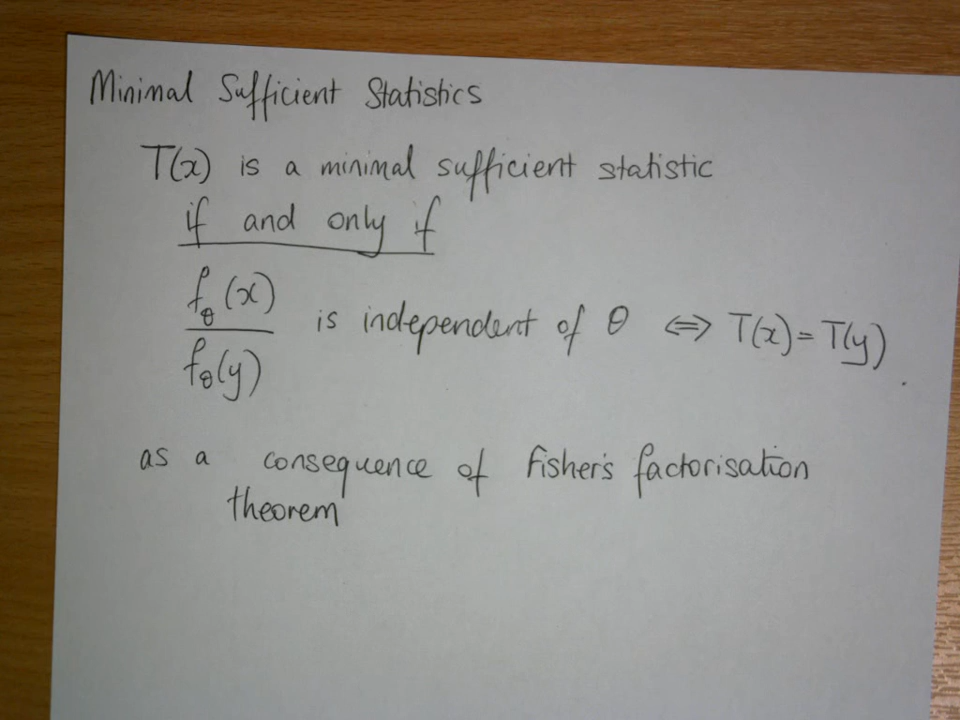 Minimal Sufficient Statistics
T(x) is a minimal sufficient statistic
if and only if
fθ(x)
fθ(y) is independent of θ ⇔ T(x) = T(y).
as a consequence of Fisher's factorisation
theorem